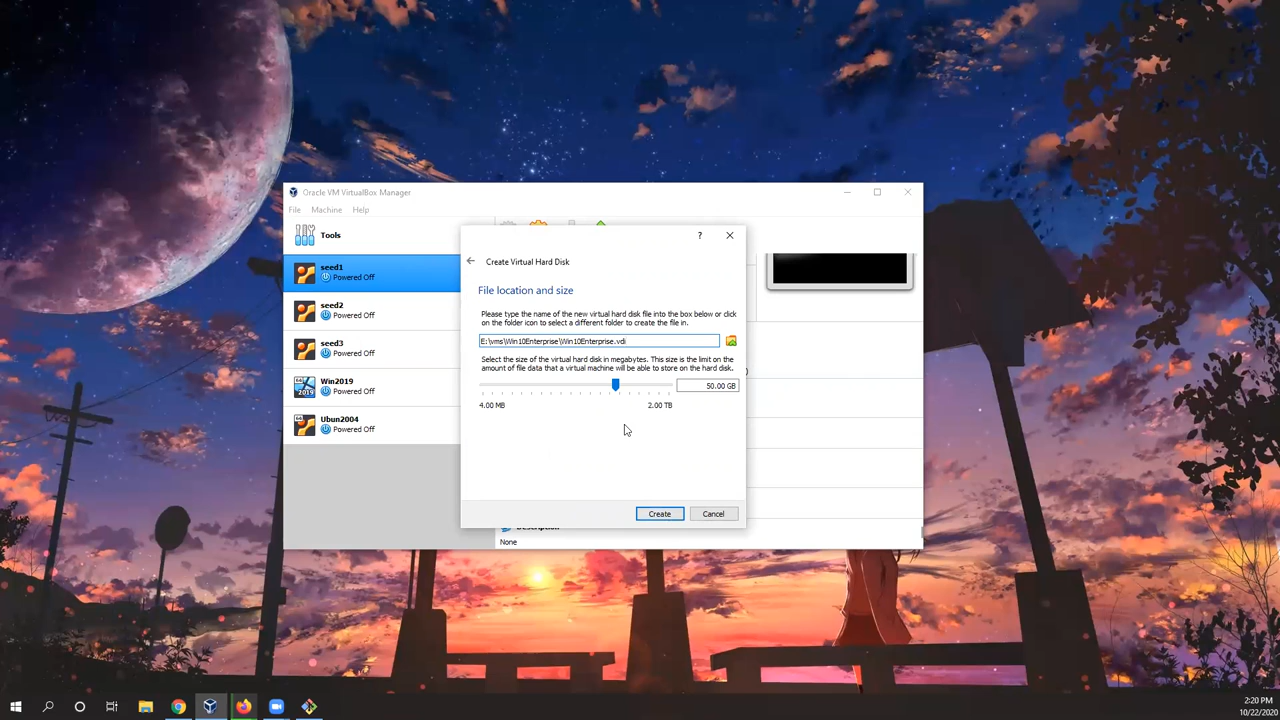 Oracle VM VirtualBox Manager
File Machine Help
Tools
seed1
Powered Off
seed2
Powered Off
seed3
Powered Off
64
2019
Win2019
Powered Off
64
Ubun2004
Powered Off
?
Create Virtual Hard Disk
File location and size
Please type the name of the new virtual hard disk file into the box below or click
on the folder icon to select a different folder to create the file in.
E:\vms\Win10Enterprise\Win10Enterprise.vdi
Select the size of the virtual hard disk in megabytes. This size is the limit on the
amount of file data that a virtual machine will be able to store on the hard disk.
50.00 GB
4.00 MB 2.00 TB
Create Cancel
None
2:20 PM
10/22/2020